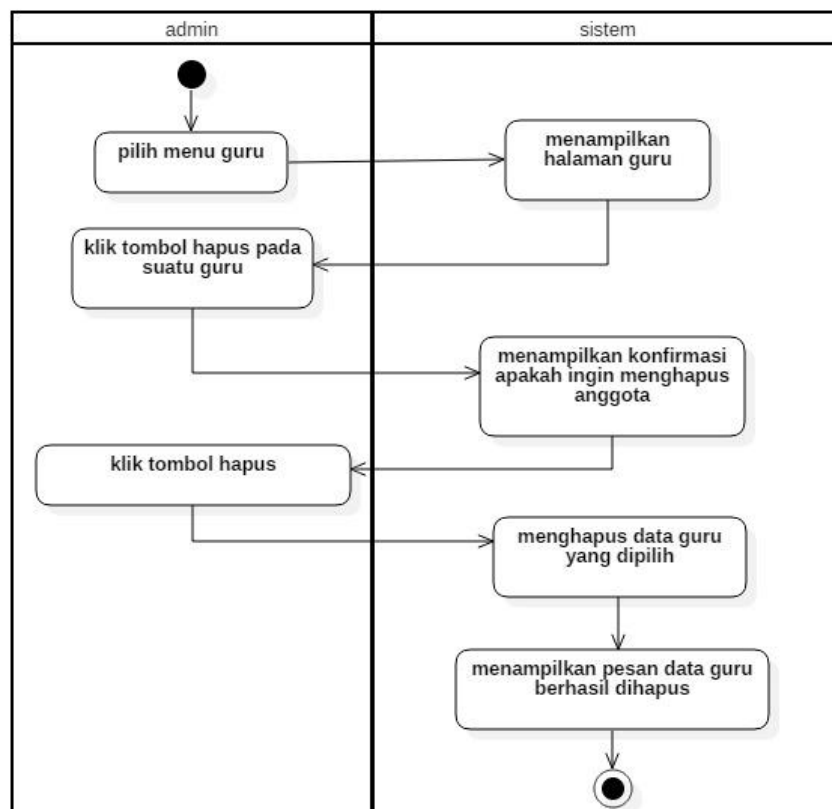 admin
sistem
pilih menu guru
menampilkan
halaman guru
klik tombol hapus pada
suatu guru
menampilkan konfirmasi
apakah ingin menghapus
anggota
klik tombol hapus
menghapus data guru
yang dipilih
menampilkan pesan data guru
berhasil dihapus